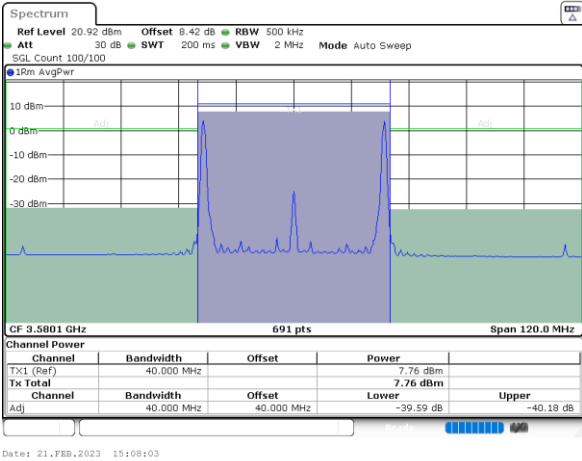 Spectrum
Ref Level 20.92 dBm Offset 8.42 dB RBW 500 kHz
Att 30 dB SWT 200 ms VBW 2 MHz Mode Auto Sweep
SGL Count 100/100
1Rm AvgPwr
10 dBm
Adj Adj
0 dBm
-10 dBm
-20 dBm
-30 dBm
CF 3.5801 GHz 691 pts Span 120.0 MHz
Channel Power
Channel Bandwidth Offset Power
TX1 (Ref) 40.000 MHz 7.76 dBm
Tx Total 7.76 dBm
Channel Bandwidth Offset Lower Upper
Adj 40.000 MHz 40.000 MHz -39.59 dB -40.18 dB
Ready
Date: 21.FEB.2023 15:08:03